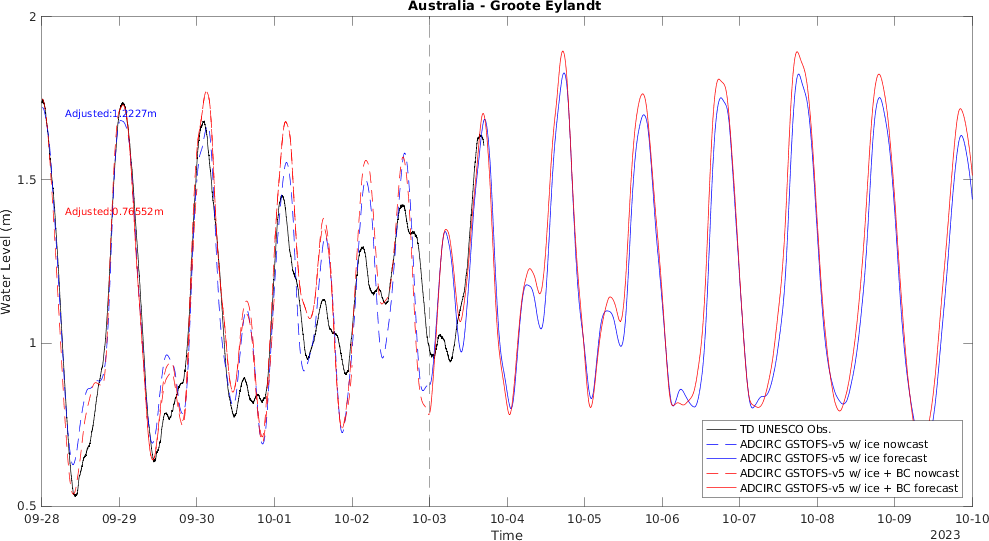 Australia - Groote Eylandt
2
1.5
1
0.5
Water Level (m)
Adjusted:1.2227m
Adjusted:0.76552m
TD UNESCO Obs.
ADCIRC GSTOFS-v5 w/ ice nowcast
ADCIRC GSTOFS-v5 w/ ice forecast
ADCIRC GSTOFS-v5 w/ ice + BC nowcast
ADCIRC GSTOFS-v5 w/ ice + BC forecast
09-28 09-29 09-30 10-01 10-02 10-03 10-04 10-05 10-06 10-07 10-08 10-09 10-10
Time
2023